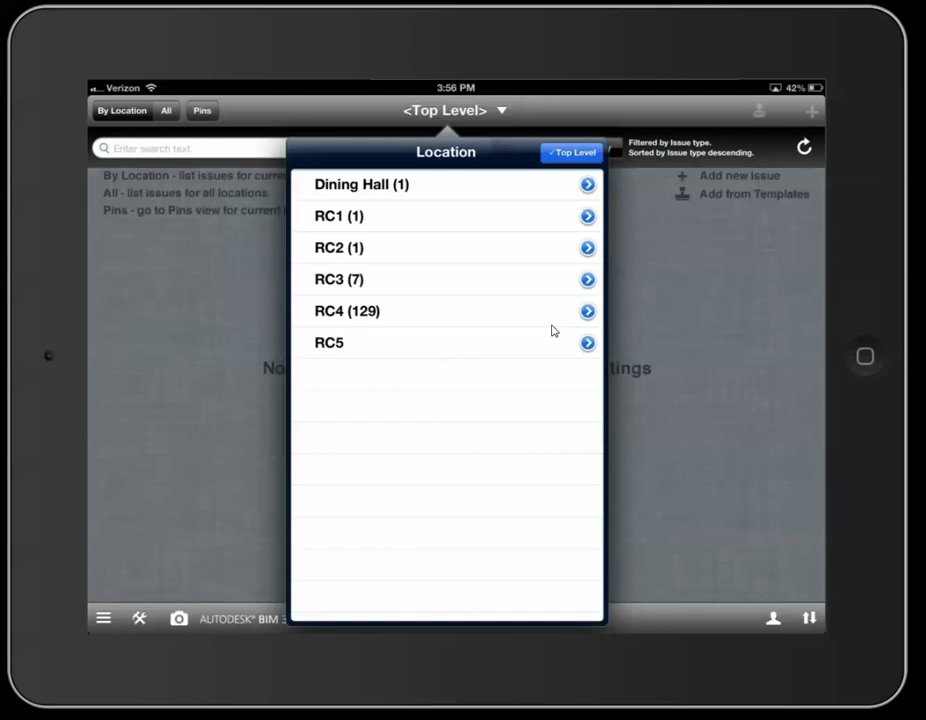 Verizon 3:56 PM 42%
By Location All Pins <Top Level>
Enter search text.
Filtered by Issue type.
Sorted by Issue type descending.
Location ✓Top Level
By Location - list issues for curre
All - list issues for all locations
Pins - go to Pins view for current
+ Add new issue
Add from Templates
Dining Hall (1)
RC1 (1)
RC2 (1)
RC3 (7)
RC4 (129)
RC5
No
tings
AUTODESK® BIM 3